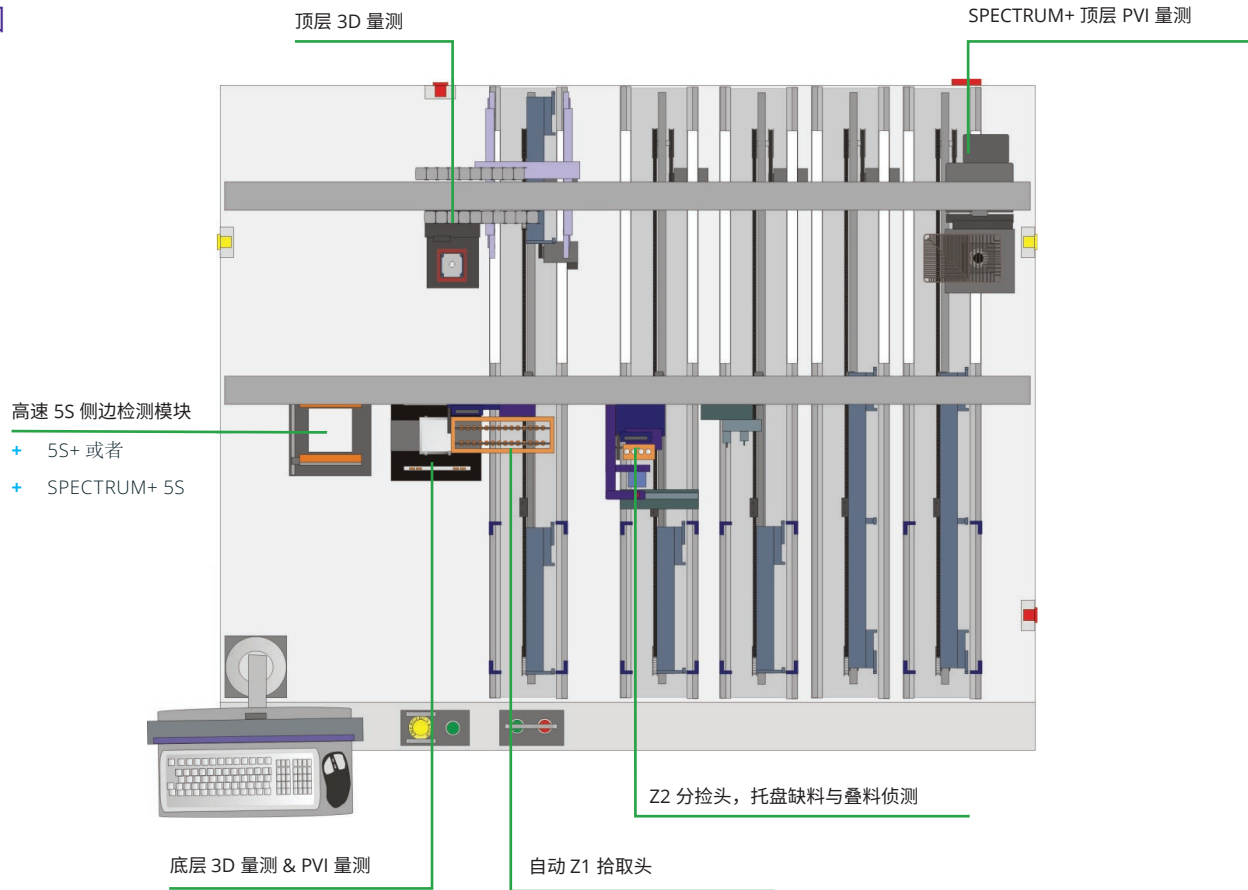 顶层 3D 量测
SPECTRUM+ 顶层 PVI 量测
高速 5S 侧边检测模块
+ 5S+ 或者
+ SPECTRUM+ 5S
Z2 分捡头，托盘缺料与叠料侦测
底层 3D 量测 & PVI 量测
自动 Z1 拾取头